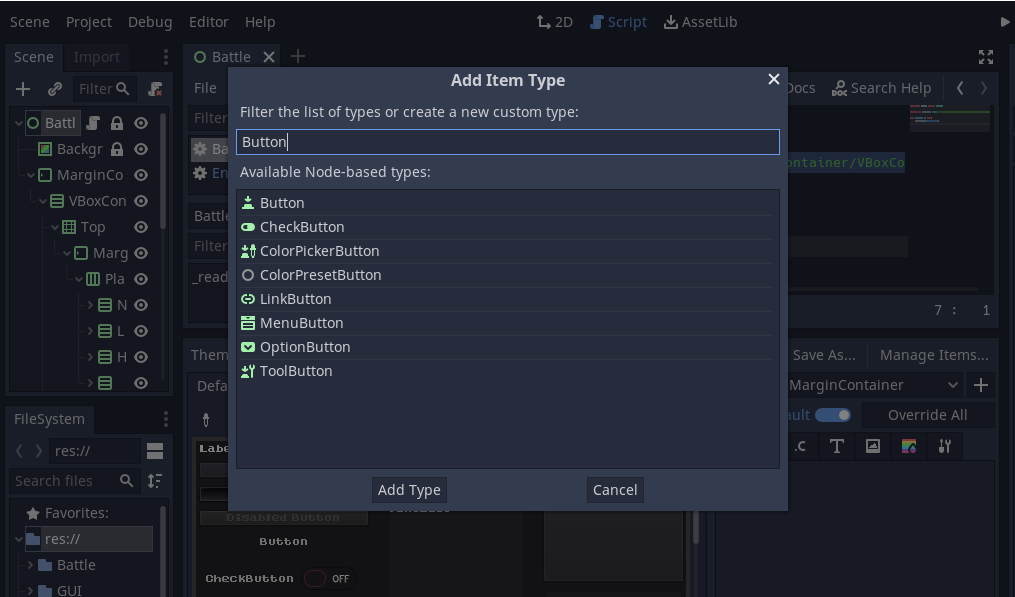 Scene Project Debug Editor Help 2D Script AssetLib
Scene Import Battle
Filter File Docs Search Help
Add Item Type
Filter the list of types or create a new custom type:
Button
Available Node-based types:
Button
CheckButton
ColorPickerButton
ColorPresetButton
LinkButton
MenuButton
OptionButton
ToolButton
Add Type Cancel
Battl
Backgr
MarginCo
VBoxCon
Top
Marg
Pla
N
L
H
Filter
Ba
En
Battle
Filter
_read
ontainer/VBoxCo
7 : 1
Them Save As... Manage Items...
Defa MarginContainer
ault Override All
.C
FileSystem
res://
Search files
Favorites:
res://
Battle
GUI
Labe
Disabled Button
Button
CheckButton OFF